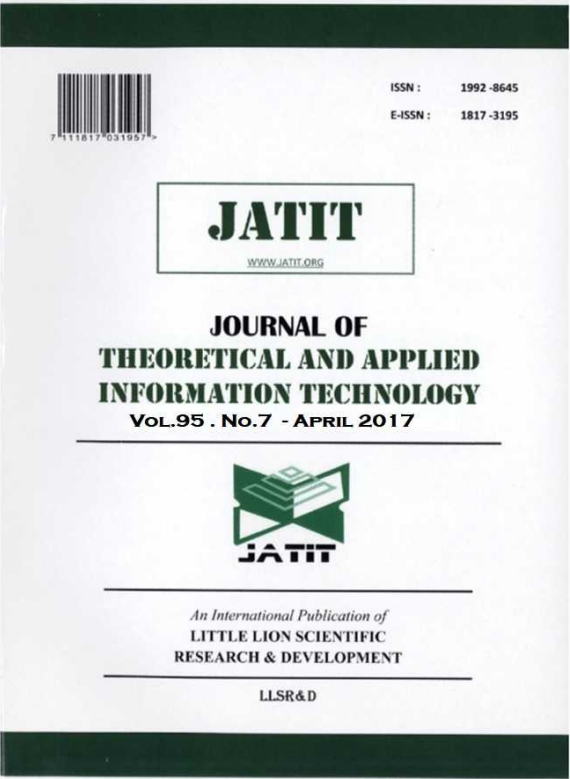 ISSN : 1992 -8645
E-ISSN : 1817 -3195
7 111817 031957 >
JATIT
WWW.JATIT.ORG
JOURNAL OF
THEORETICAL AND APPLIED
INFORMATION TECHNOLOGY
VOL.95 . NO.7 - APRIL 2017
JATIT
An International Publication of
LITTLE LION SCIENTIFIC
RESEARCH & DEVELOPMENT
LLSR&D